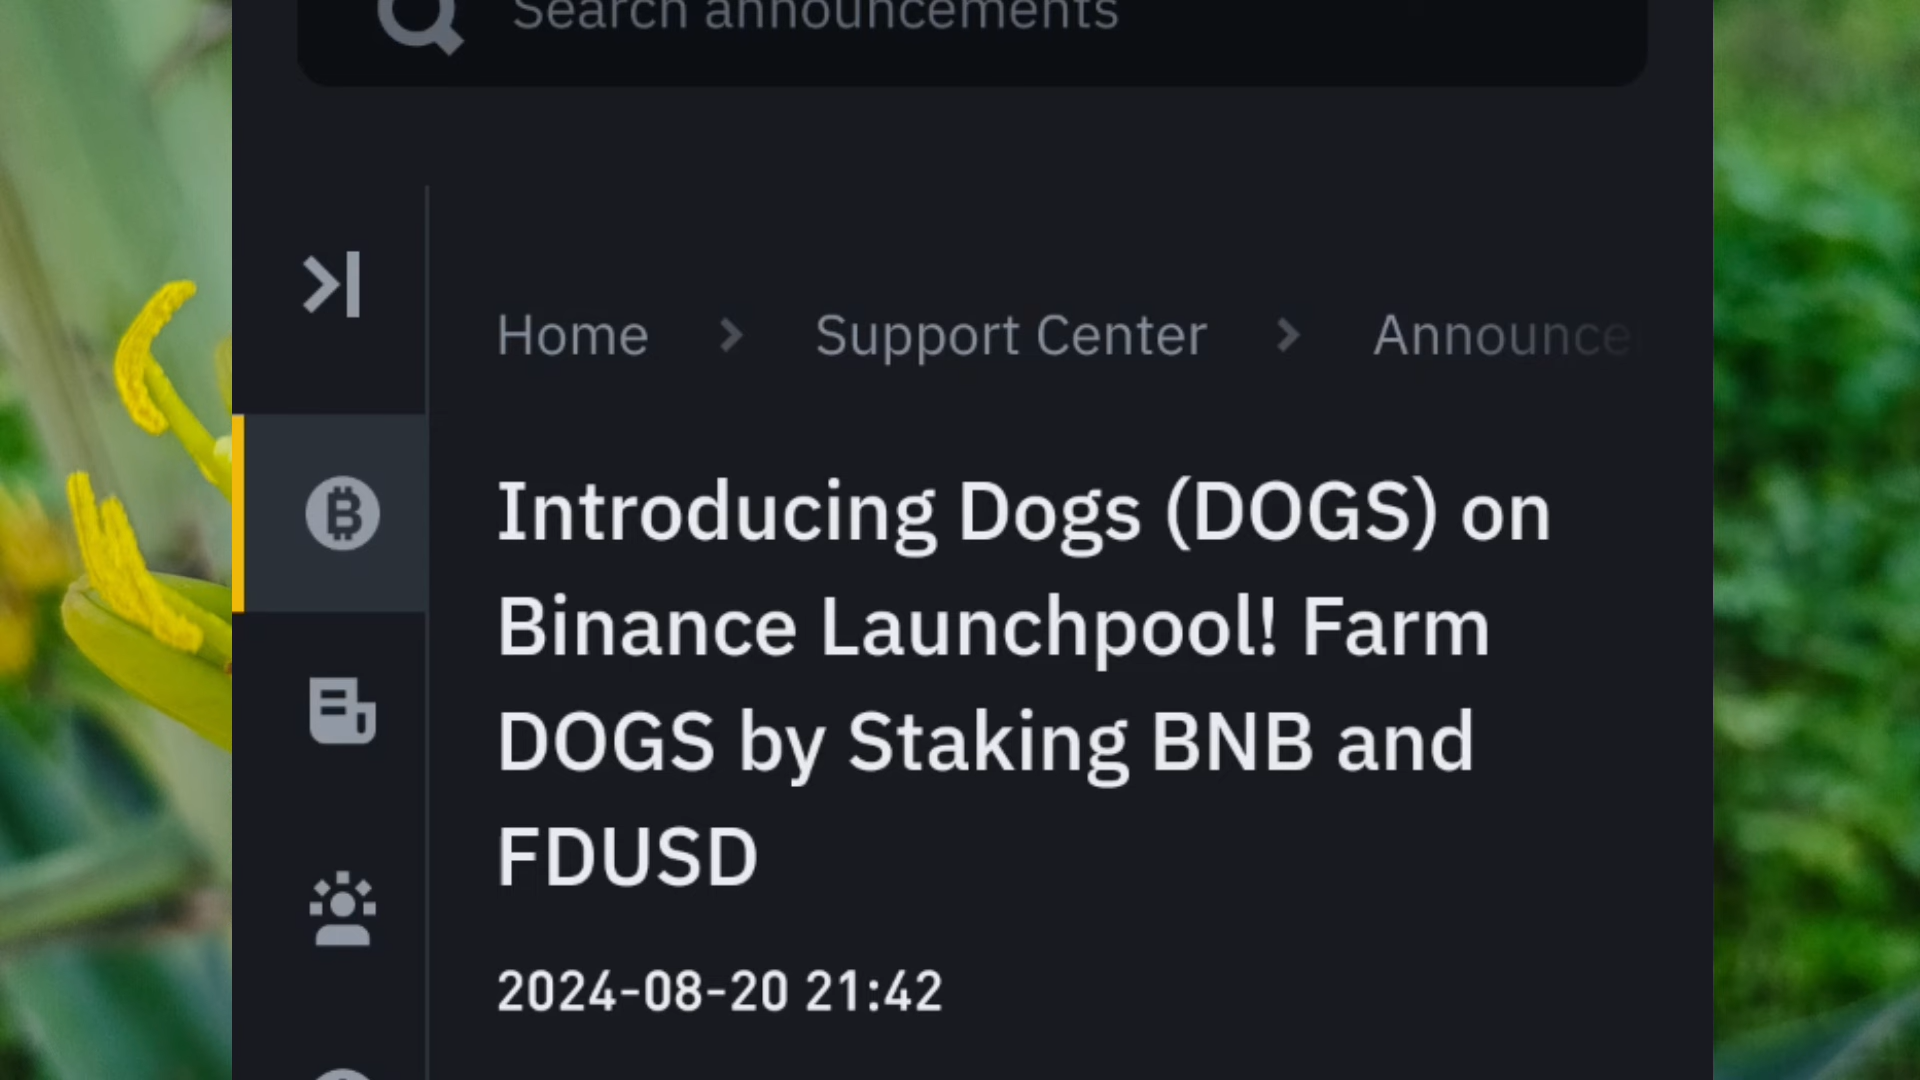 Search announcements
Home > Support Center > Announce
Introducing Dogs (DOGS) on
Binance Launchpool! Farm
DOGS by Staking BNB and
FDUSD
2024-08-20 21:42